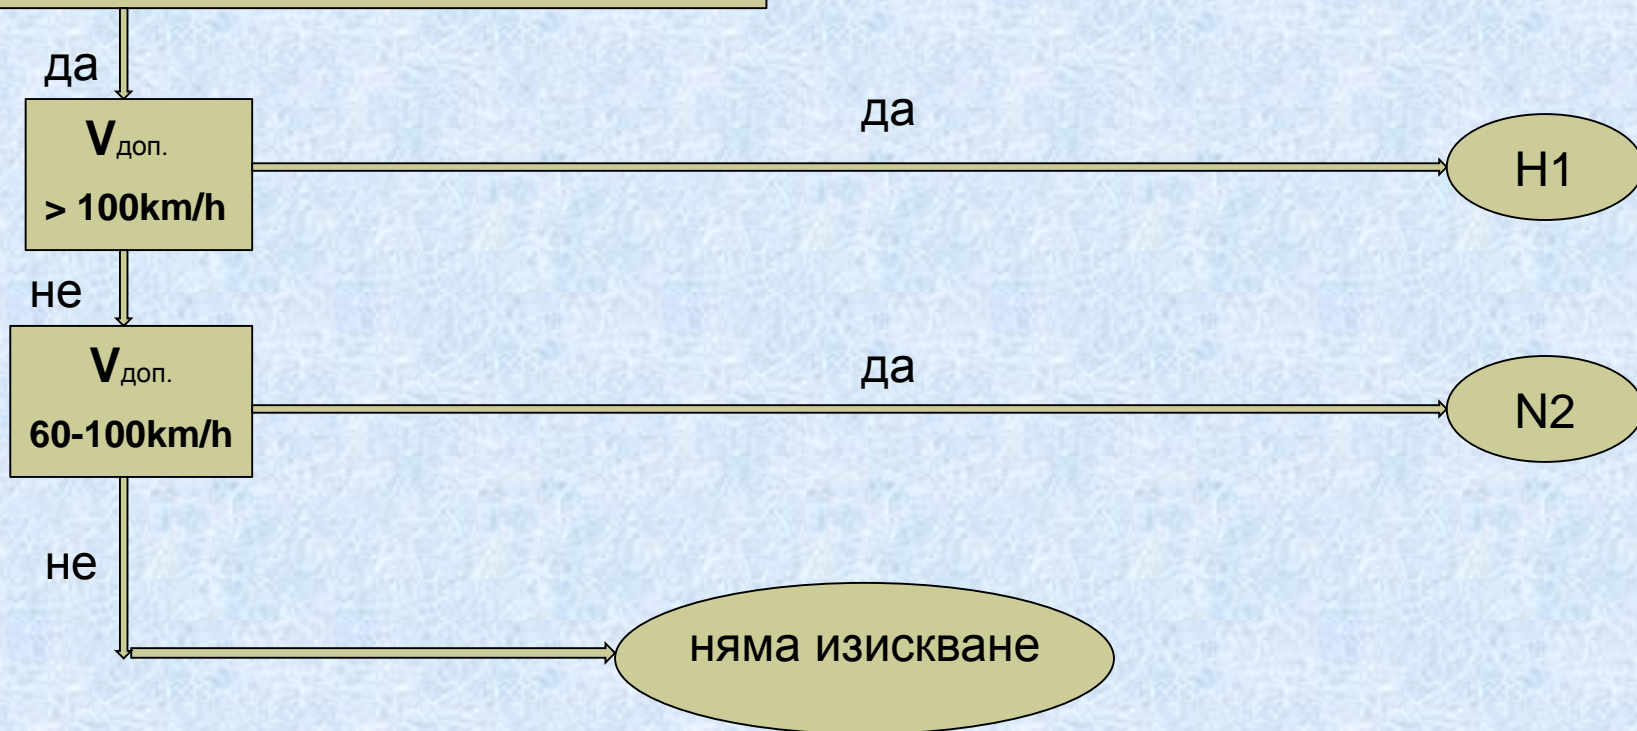 да
Vдоп.
> 100km/h
да
H1
не
Vдоп.
60-100km/h
да
N2
не
няма изискване